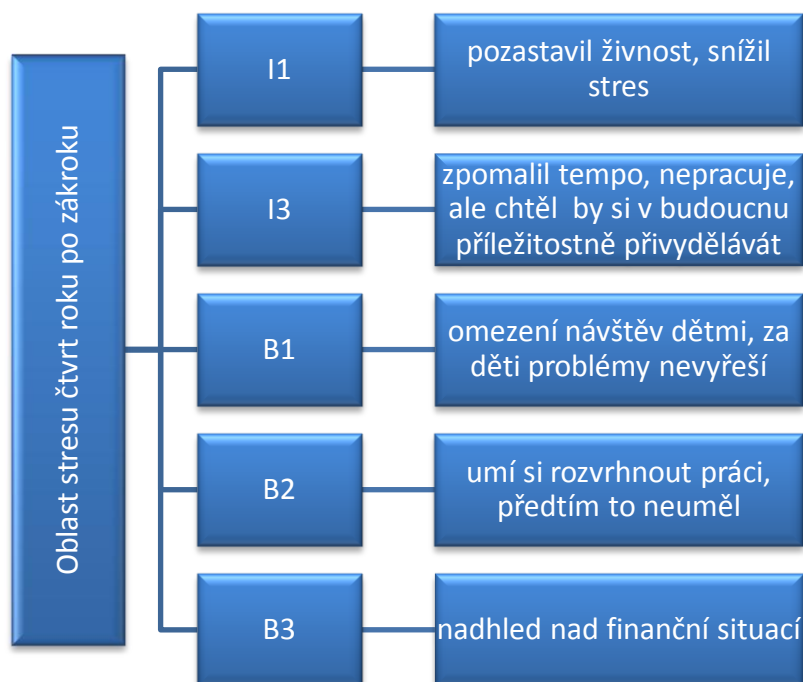 Oblast stresu čtvrt roku po zákroku
I1
pozastavil živnost, snížil
stres
I3
zpomalil tempo, nepracuje,
ale chtěl by si v budoucnu
příležitostně přivydělávát
B1
omezení návštěv dětmi, za
děti problémy nevyřeší
B2
umí si rozvrhnout práci,
předtím to neuměl
B3
nadhled nad finanční situací